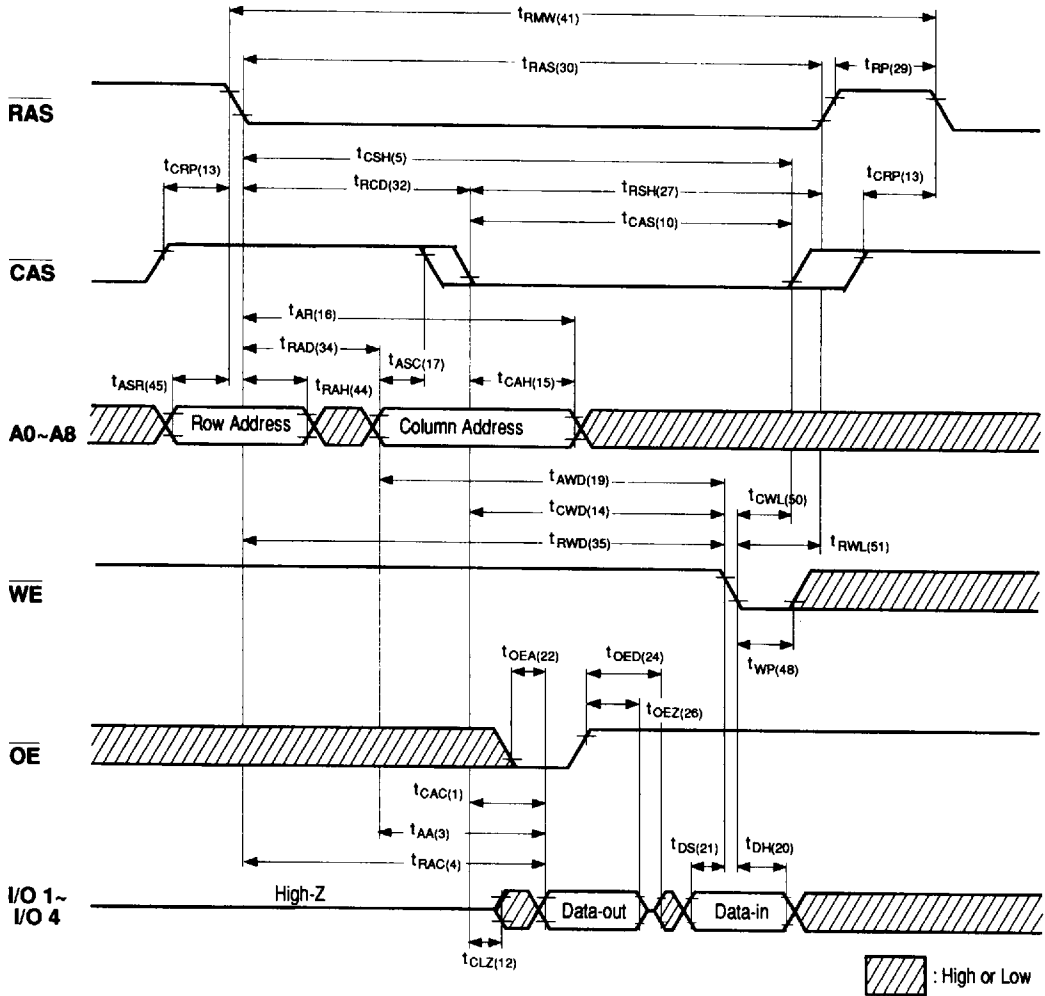 tRMW(41)
tRAS(30)
tRP(29)
RAS
tCSH(5)
tCRP(13)
tRCD(32)
tRSH(27)
tCRP(13)
tCAS(10)
CAS
tAR(16)
tRAD(34)
tASC(17)
tASR(45)
tRAH(44)
tCAH(15)
A0~A8
Row Address
Column Address
tAWD(19)
tCWL(50)
tCWD(14)
tRWD(35)
tRWL(51)
WE
tOEA(22)
tOED(24)
tWP(48)
tOEZ(26)
OE
tCAC(1)
tAA(3)
tDS(21)
tDH(20)
tRAC(4)
I/O 1~
I/O 4
High-Z
Data-out
Data-in
tCLZ(12)
: High or Low